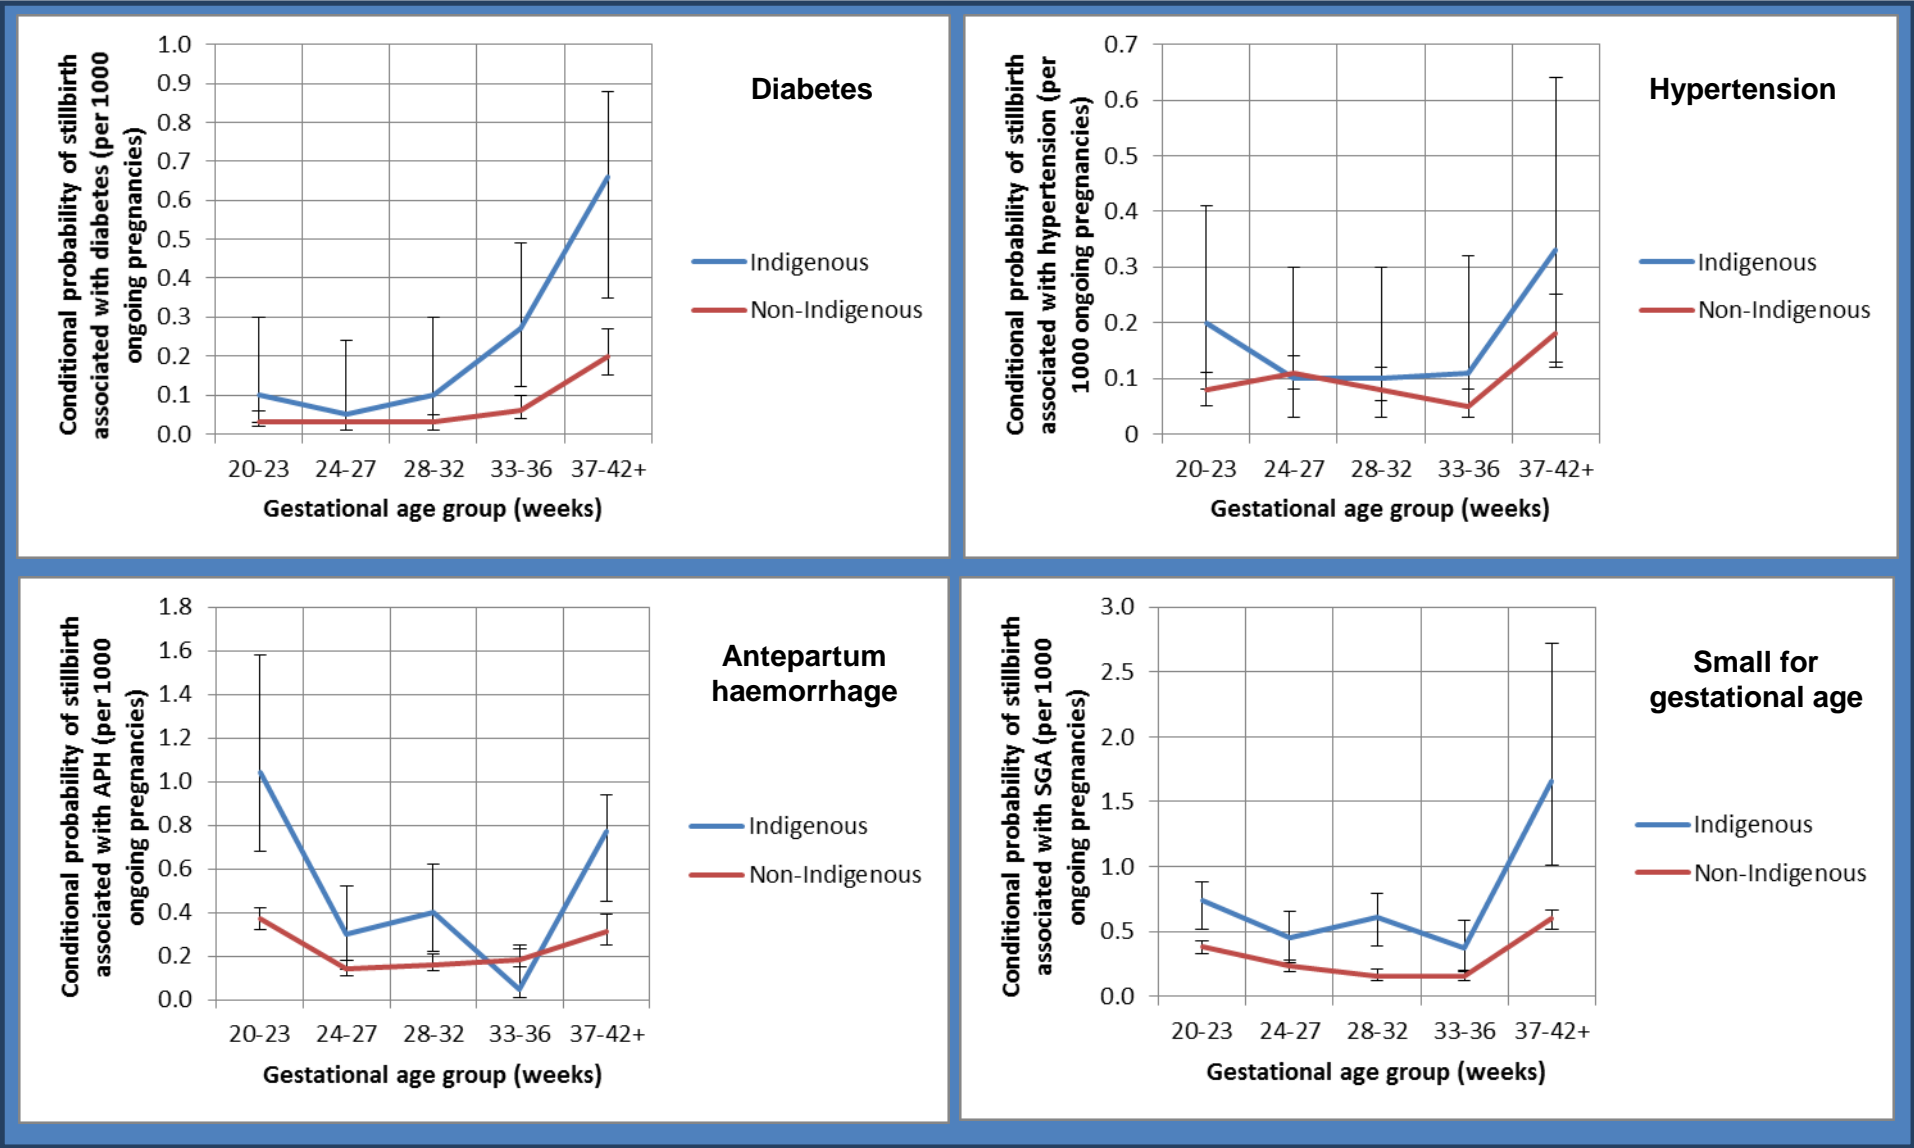 Conditional probability of stillbirth
associated with diabetes (per 1000
ongoing pregnancies)
1.0
0.9
0.8
0.7
0.6
0.5
0.4
0.3
0.2
0.1
0.0
20-23 24-27 28-32 33-36 37-42+
Gestational age group (weeks)
Diabetes
Indigenous
Non-Indigenous
Conditional probability of stillbirth
associated with hypertension (per
1000 ongoing pregnancies)
0.7
0.6
0.5
0.4
0.3
0.2
0.1
0
20-23 24-27 28-32 33-36 37-42+
Gestational age group (weeks)
Hypertension
Indigenous
Non-Indigenous
Conditional probability of stillbirth
associated with APH (per 1000
ongoing pregnancies)
1.8
1.6
1.4
1.2
1.0
0.8
0.6
0.4
0.2
0.0
20-23 24-27 28-32 33-36 37-42+
Gestational age group (weeks)
Antepartum
haemorrhage
Indigenous
Non-Indigenous
Conditional probability of stillbirth
associated with SGA (per 1000
ongoing pregnancies)
3.0
2.5
2.0
1.5
1.0
0.5
0.0
20-23 24-27 28-32 33-36 37-42+
Gestational age group (weeks)
Small for
gestational age
Indigenous
Non-Indigenous